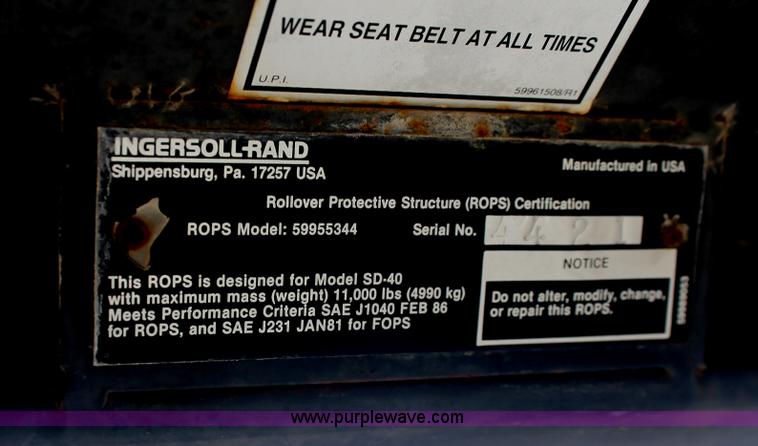 WEAR SEAT BELT AT ALL TIMES
U.P.I. 59961508/R1
INGERSOLL-RAND
Shippensburg, Pa. 17257 USA
Manufactured in USA
Rollover Protective Structure (ROPS) Certification
ROPS Model: 59955344 Serial No. 4421
This ROPS is designed for Model SD-40
with maximum mass (weight) 11,000 lbs (4990 kg)
Meets Performance Criteria SAE J1040 FEB 86
for ROPS, and SAE J231 JAN81 for FOPS
NOTICE
Do not alter, modify, change,
or repair this ROPS.
www.purplewave.com